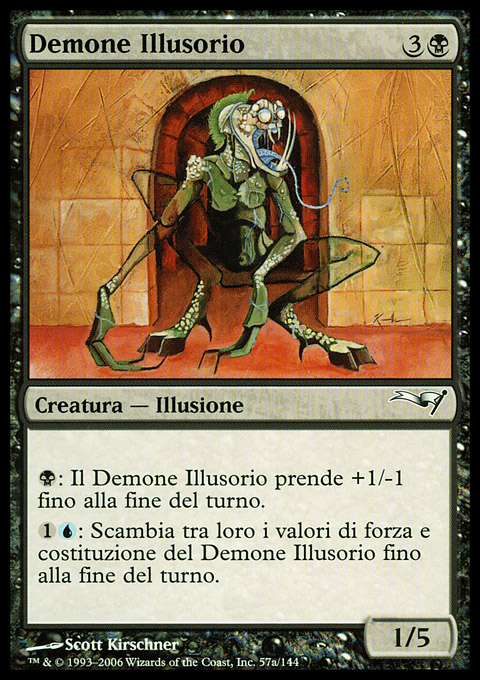 Demone Illusorio 3
Creatura — Illusione
: Il Demone Illusorio prende +1/-1
fino alla fine del turno.
1 : Scambia tra loro i valori di forza e
costituzione del Demone Illusorio fino
alla fine del turno.
Scott Kirschner
1/5
™ & © 1993–2006 Wizards of the Coast, Inc. 57a/144